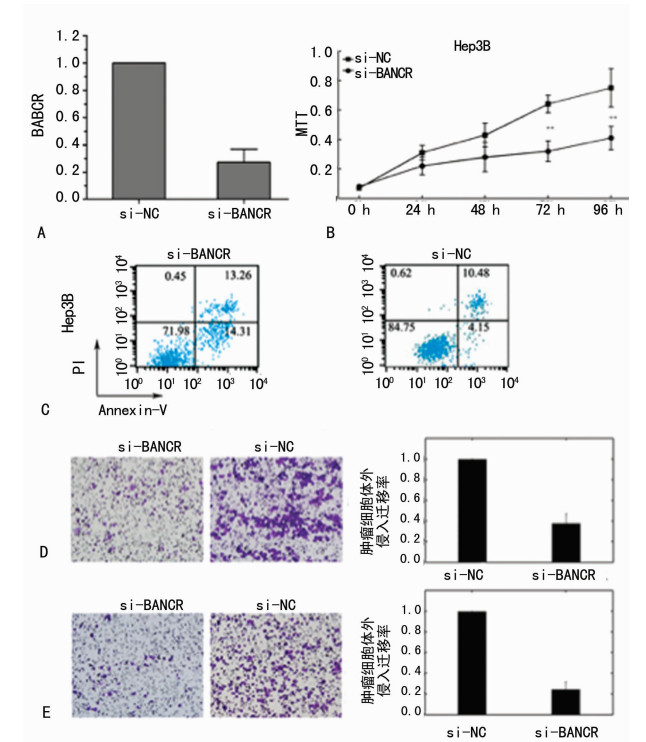 1.2
1.0
0.8
0.6
0.4
0.2
0.0
BABCR
si-NC si-BANCR
A
Hep3B
si-NC
si-BANCR
1.0
0.8
0.6
0.4
0.2
MTT
**
**
0 h 24 h 48 h 72 h 96 h
B
si-BANCR
Hep3B
10⁴
10³
10²
10¹
10⁰
0.45 13.26
71.98 14.31
10⁰ 10¹ 10² 10³ 10⁴
PI
Annexin-V
si-NC
10⁴
10³
10²
10¹
10⁰
0.62 10.48
84.75 4.15
10⁰ 10¹ 10² 10³ 10⁴
C
si-BANCR si-NC
D
肿瘤细胞体外
侵入迁移率
1.0
0.8
0.6
0.4
0.2
0.0
si-NC si-BANCR
si-BANCR si-NC
E
肿瘤细胞体外
侵入迁移率
1.0
0.8
0.6
0.4
0.2
0.0
si-NC si-BANCR